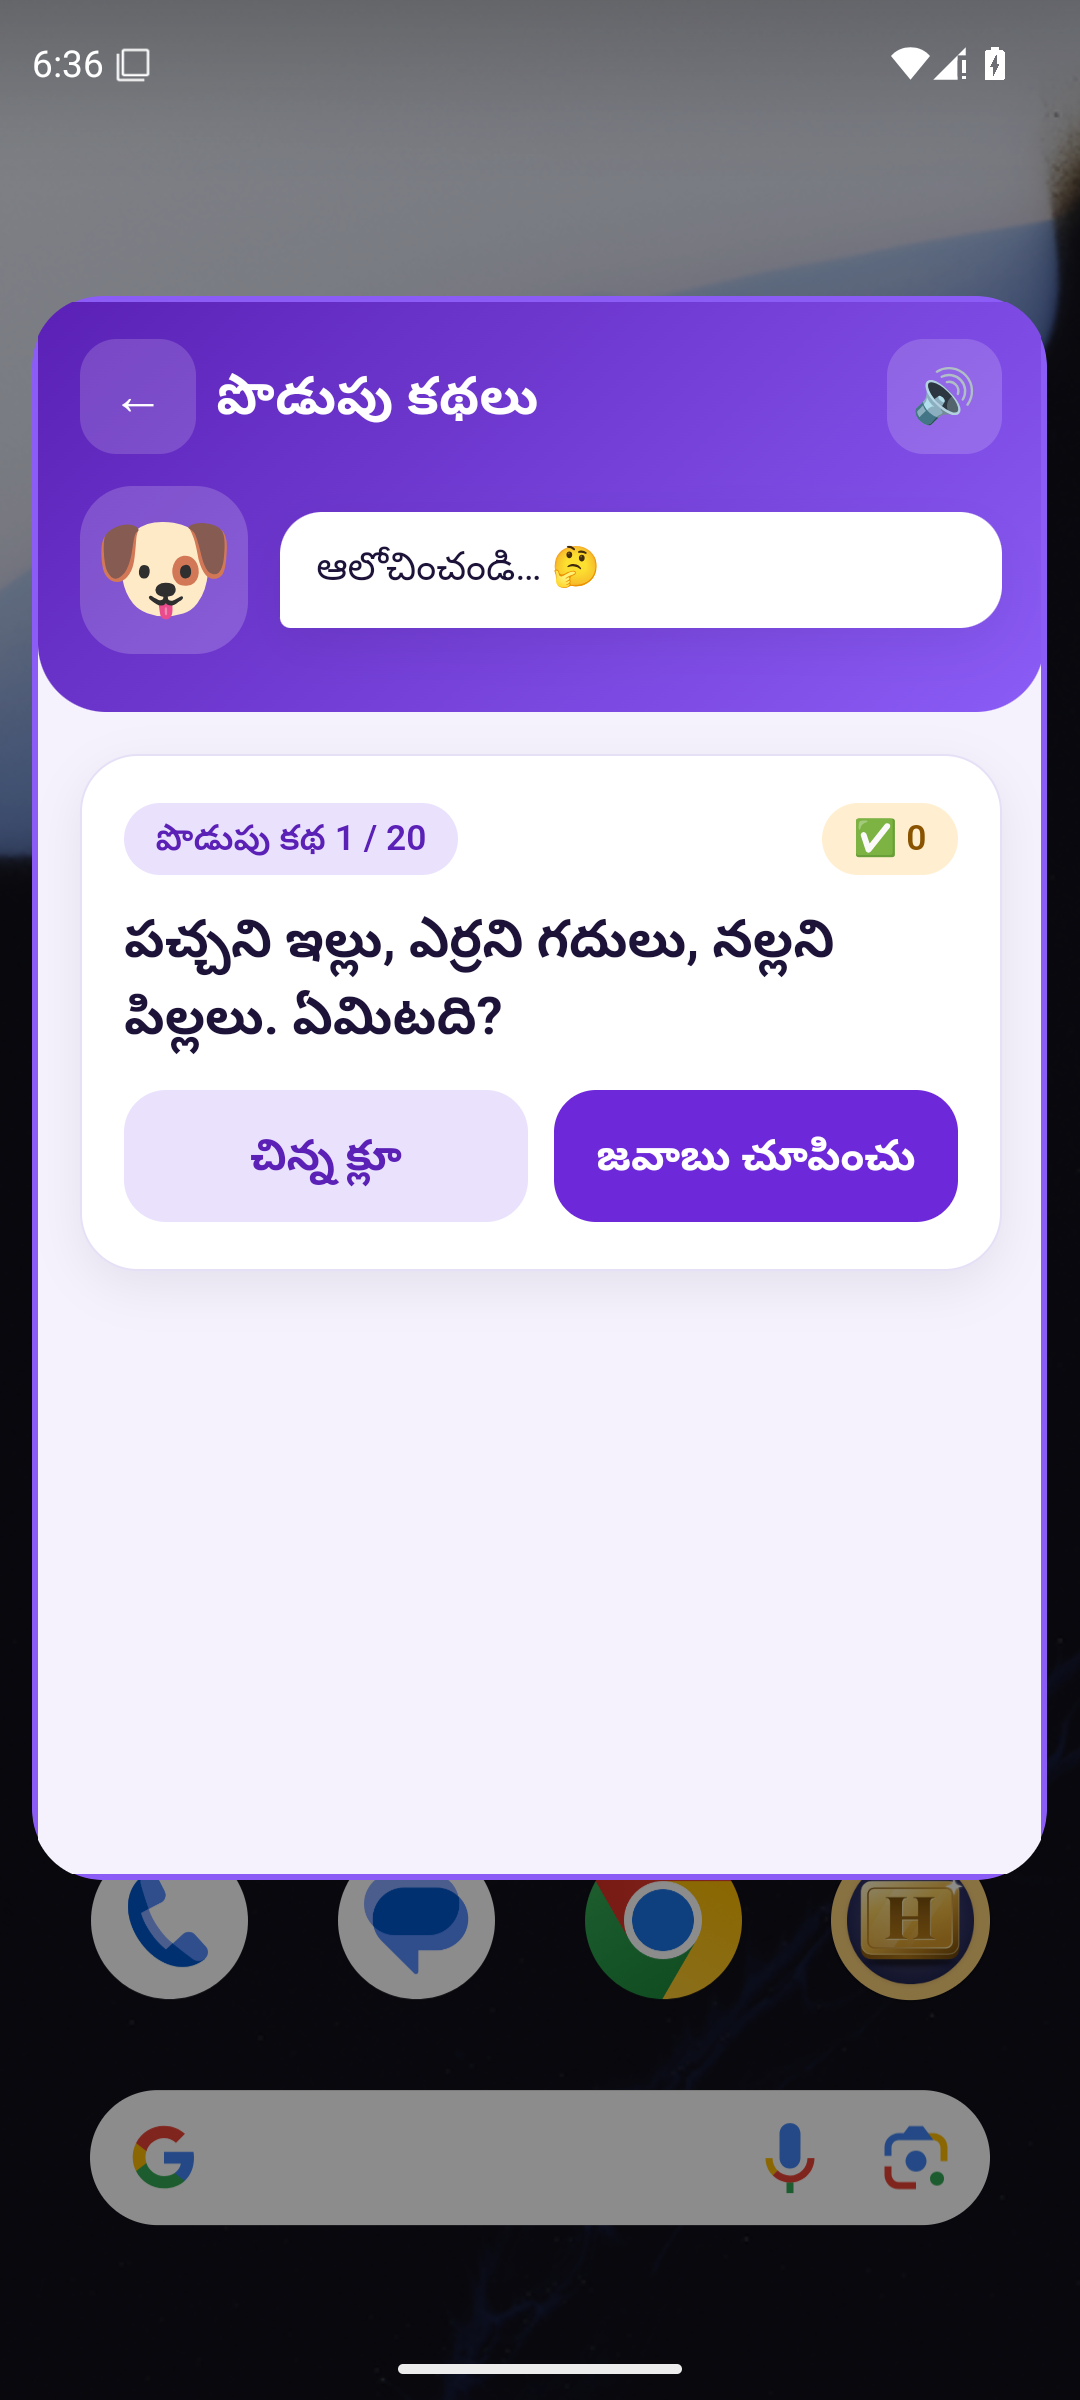 6:36
← పొడుపు కథలు
ఆలోచించండి... 🤔
పొడుపు కథ 1 / 20
✅ 0
పచ్చని ఇల్లు, ఎర్రని గదులు, నల్లని
పిల్లలు. ఏమిటది?
చిన్న క్లూ
జవాబు చూపించు
H
G